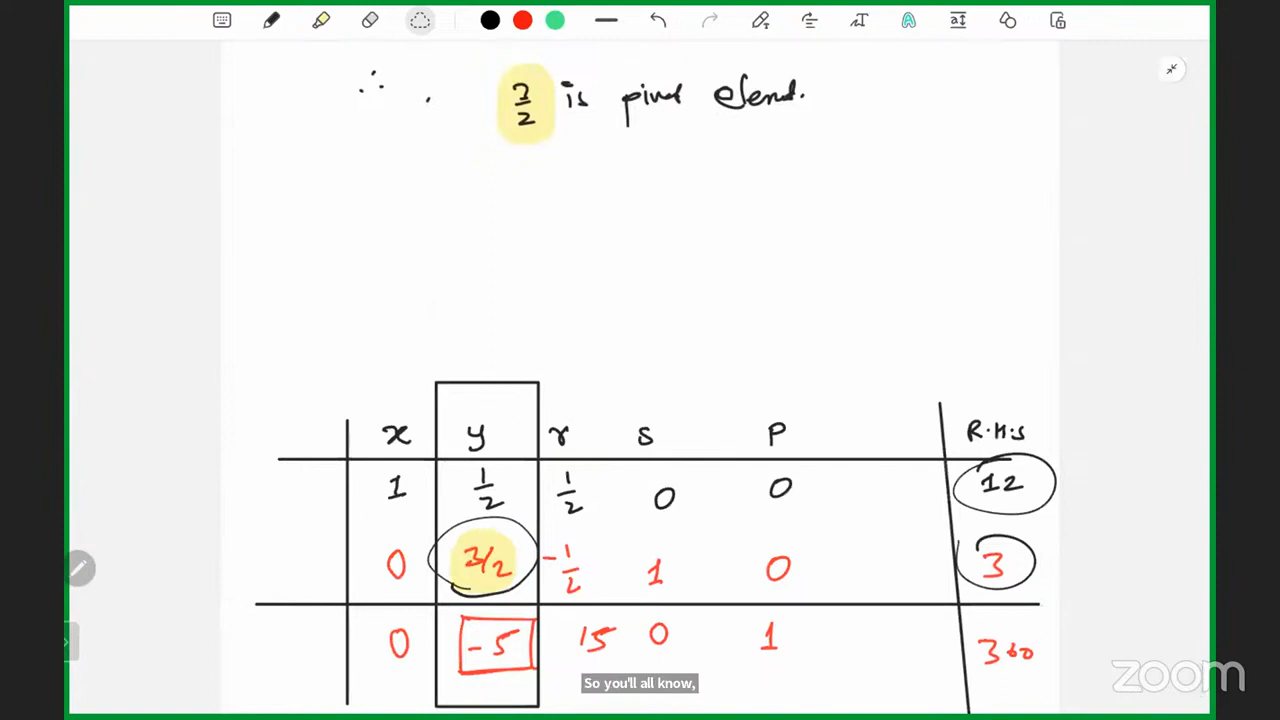 ∴ . 3/2 is pivot element.
x y r s P R.H.S
1 1/2 1/2 0 0 12
0 3/2 -1/2 1 0 3
0 -5 15 0 1 360
So you'll all know,
zoom